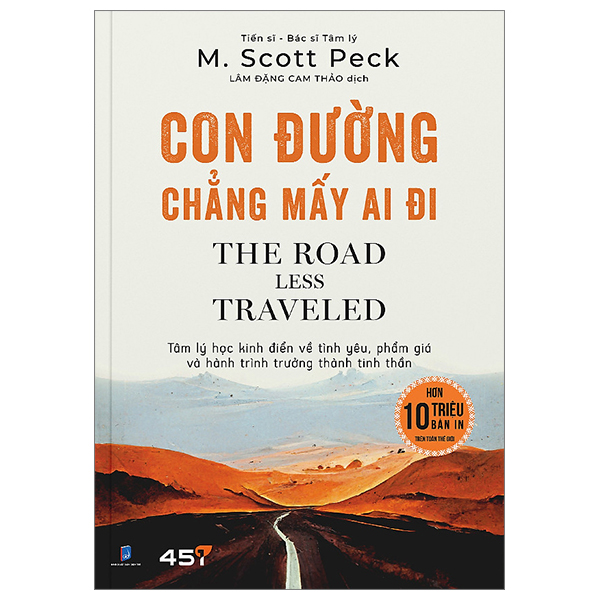 Tiến sĩ - Bác sĩ Tâm lý
M. Scott Peck
LÂM ĐẶNG CAM THẢO dịch
CON ĐƯỜNG
CHẲNG MẤY AI ĐI
THE ROAD
LESS
TRAVELED
Tâm lý học kinh điển về tình yêu, phẩm giá
và hành trình trưởng thành tinh thần
HƠN
10 TRIỆU
BẢN IN
TRÊN TOÀN THẾ GIỚI
451